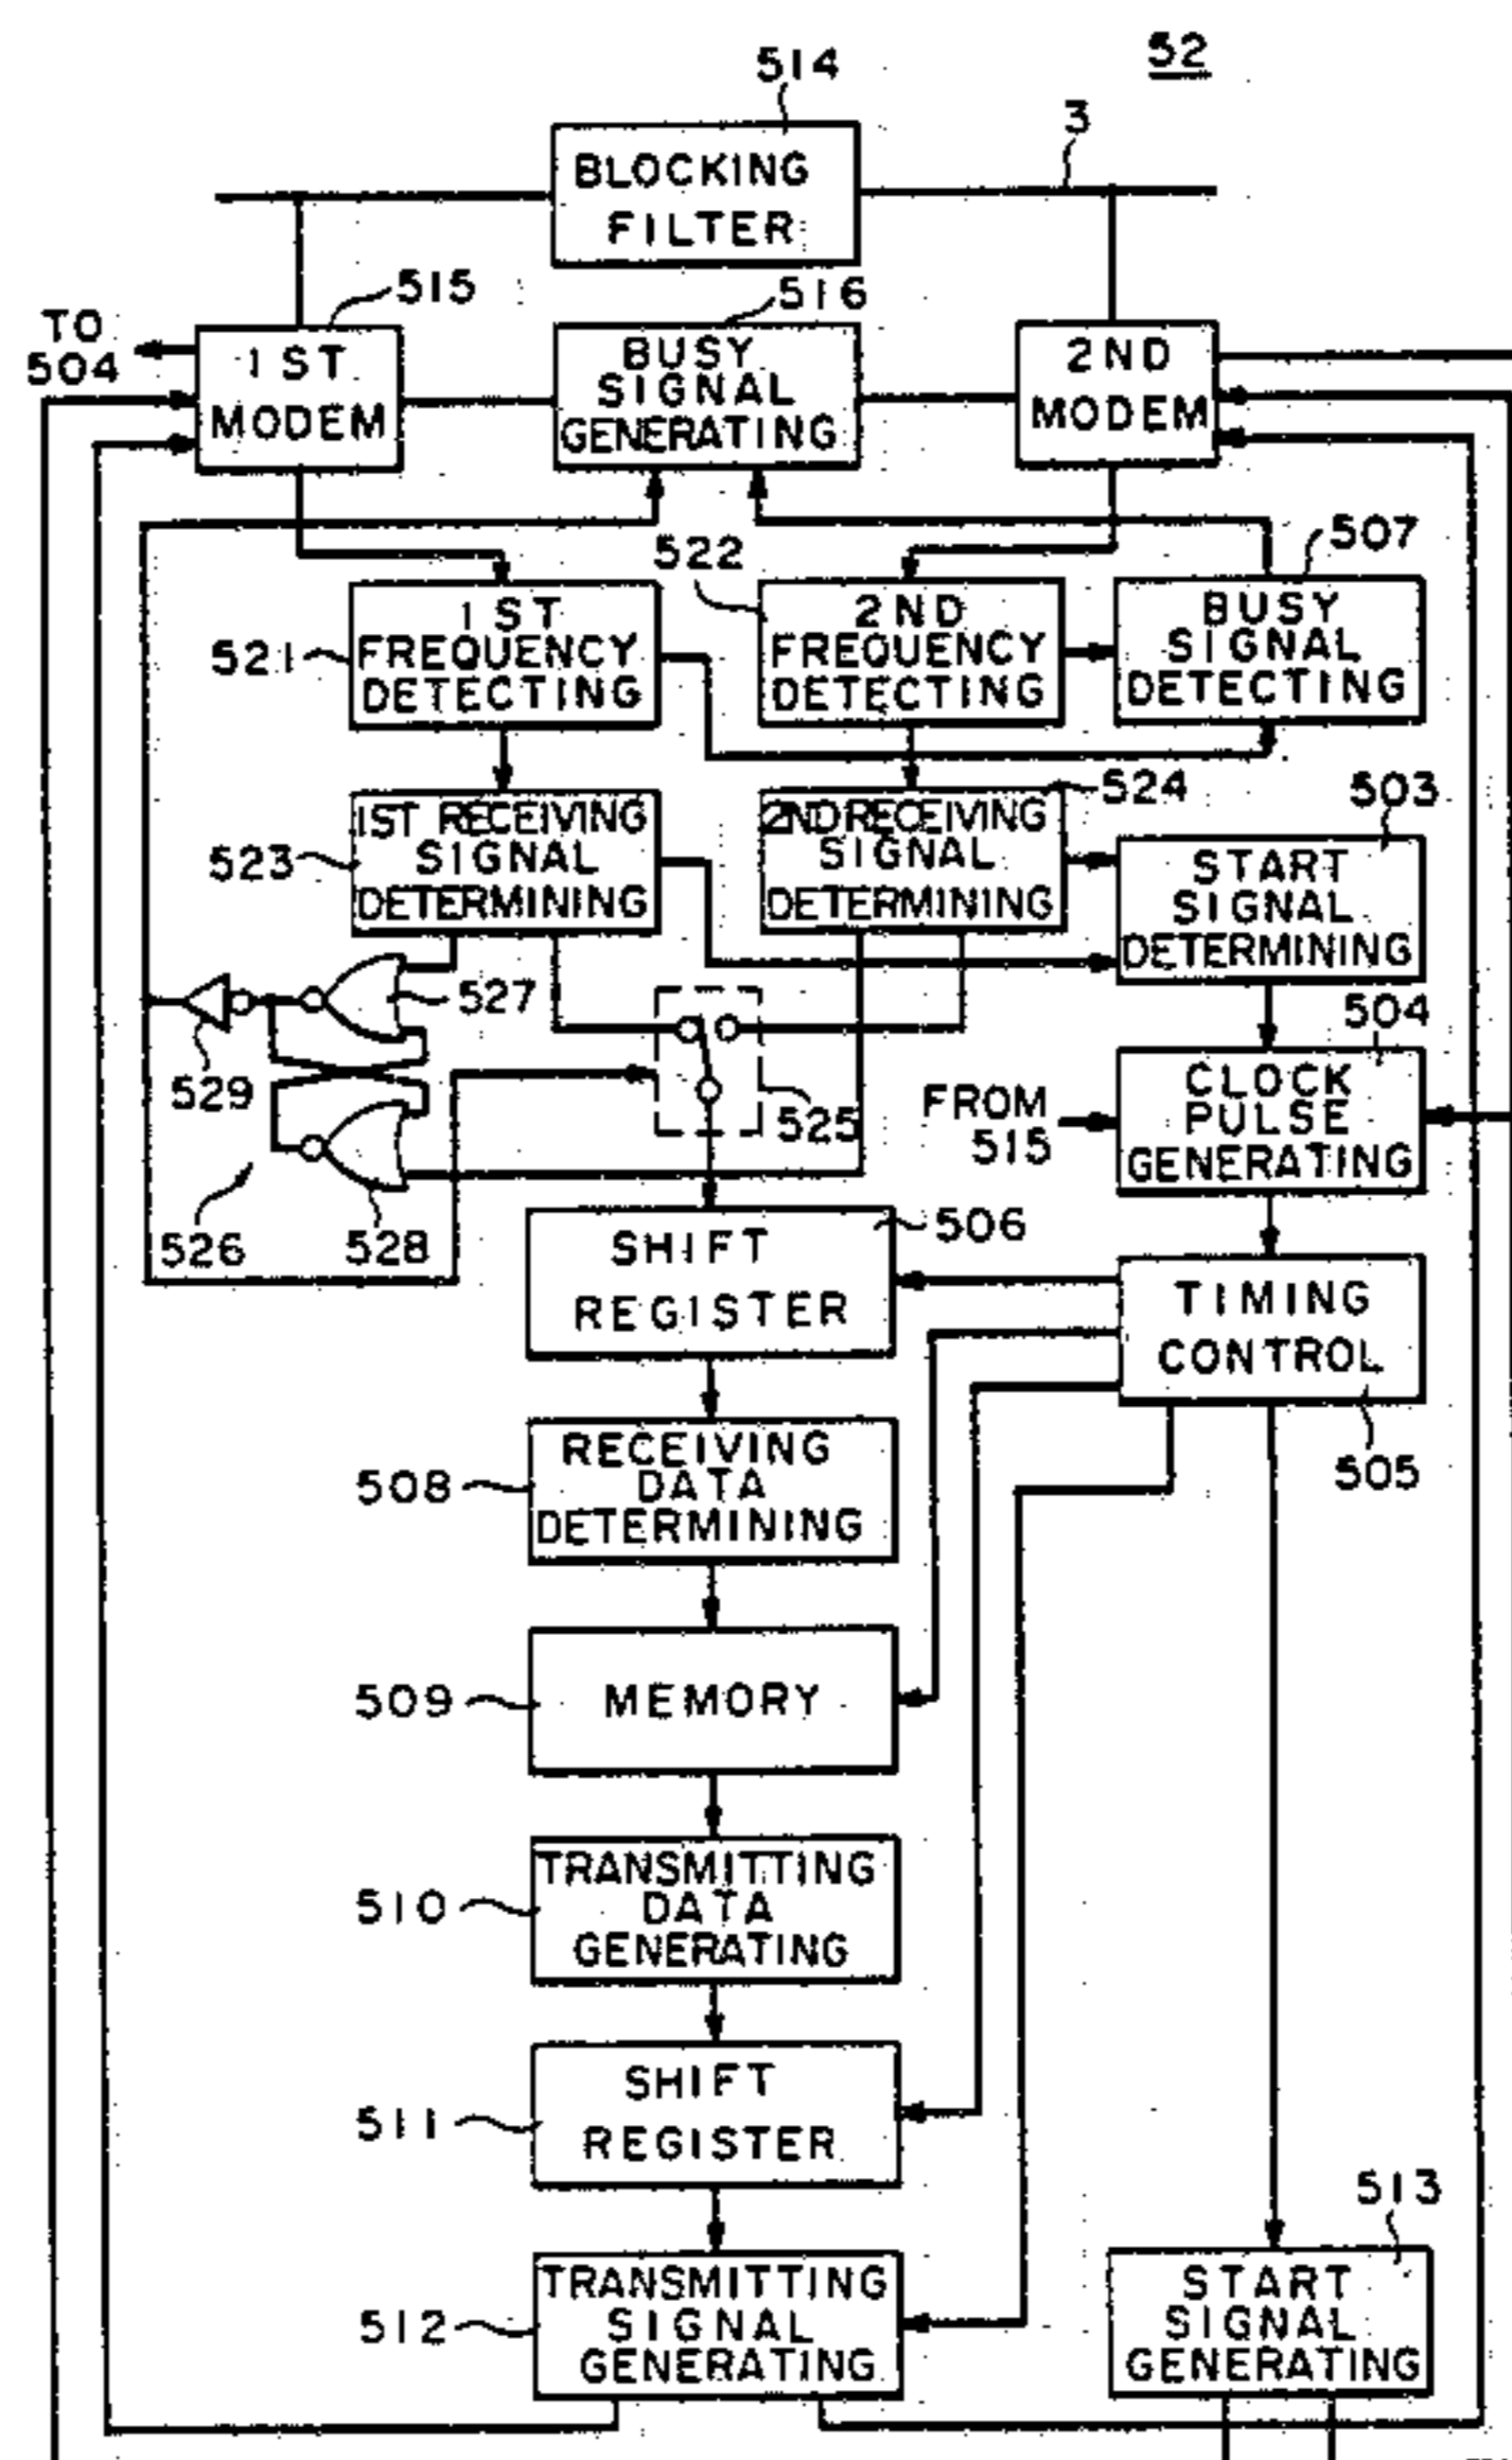 52
514
3
BLOCKING
FILTER
515
516
TO
504
1ST
MODEM
BUSY
SIGNAL
GENERATING
2ND
MODEM
507
522
521
1ST
FREQUENCY
DETECTING
2ND
FREQUENCY
DETECTING
BUSY
SIGNAL
DETECTING
524
503
523
1ST RECEIVING
SIGNAL
DETERMINING
2ND RECEIVING
SIGNAL
DETERMINING
START
SIGNAL
DETERMINING
527
529
504
525
FROM
515
CLOCK
PULSE
GENERATING
526
528
506
SHIFT
REGISTER
TIMING
CONTROL
505
508
RECEIVING
DATA
DETERMINING
509
MEMORY
510
TRANSMITTING
DATA
GENERATING
511
SHIFT
REGISTER
513
512
TRANSMITTING
SIGNAL
GENERATING
START
SIGNAL
GENERATING